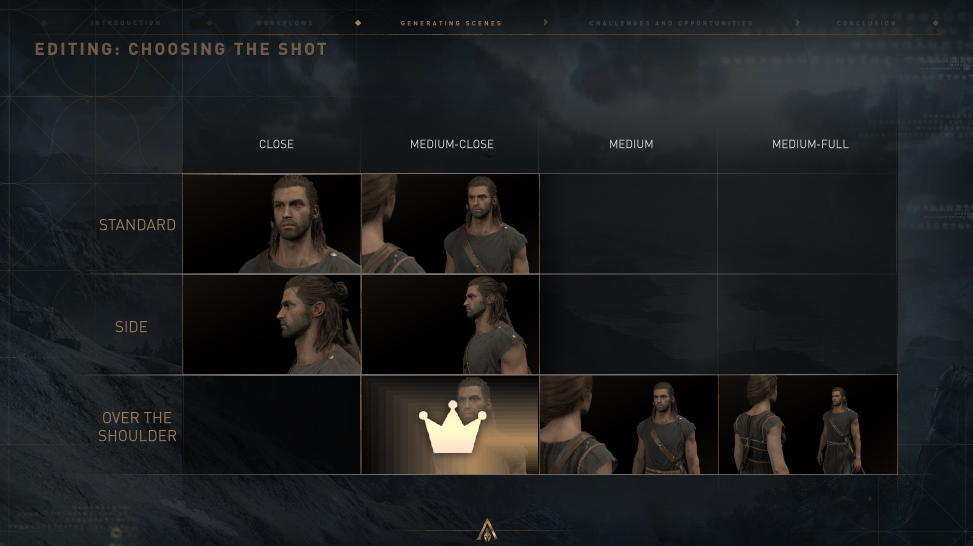 INTRODUCTION
WORKFLOWS
GENERATING SCENES
CHALLENGES AND OPPORTUNITIES
CONCLUSION
EDITING: CHOOSING THE SHOT
CLOSE
MEDIUM-CLOSE
MEDIUM
MEDIUM-FULL
STANDARD
SIDE
OVER THE
SHOULDER